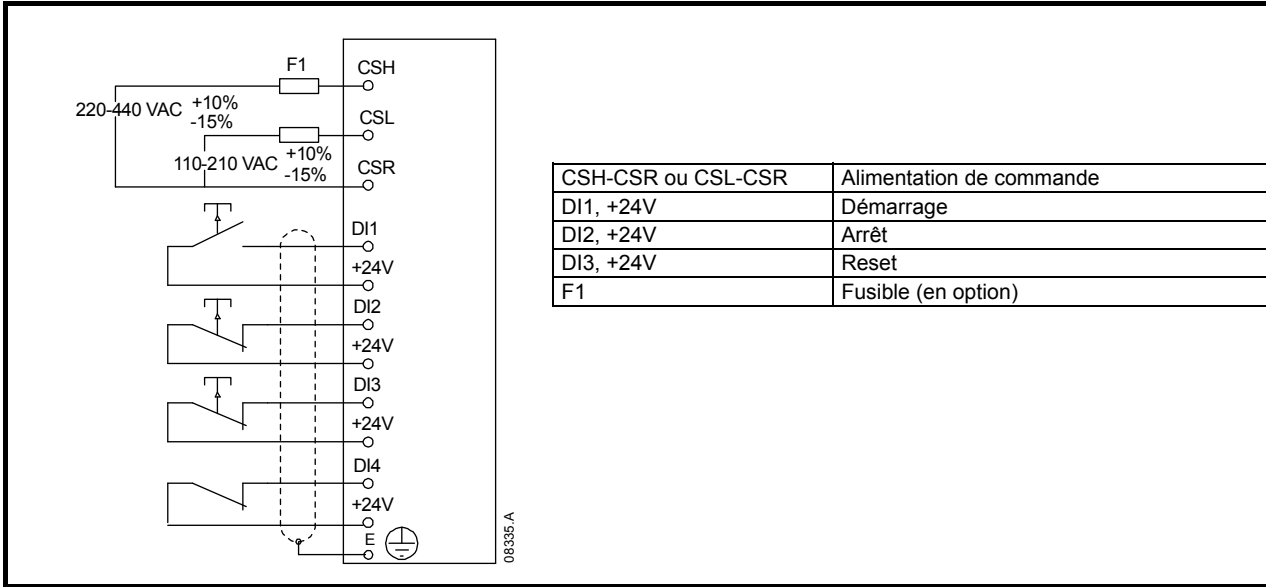 F1
CSH
220-440 VAC +10%
-15%
CSL
110-210 VAC +10%
-15%
CSR
DI1
+24V
DI2
+24V
DI3
+24V
DI4
+24V
E
08335.A
CSH-CSR ou CSL-CSR Alimentation de commande
DI1, +24V Démarrage
DI2, +24V Arrêt
DI3, +24V Reset
F1 Fusible (en option)